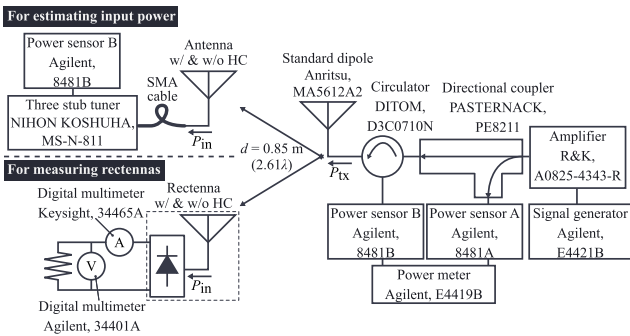 For estimating input power
Power sensor B
Agilent,
8481B
Three stub tuner
NIHON KOSHUHA,
MS-N-811
SMA
cable
Antenna
w/ & w/o HC
Pin
For measuring rectennas
Digital multimeter
Keysight, 34465A
A
V
Digital multimeter
Agilent, 34401A
Rectenna
w/ & w/o HC
Pin
d = 0.85 m
(2.61λ)
Standard dipole
Anritsu,
MA5612A2
Ptx
Circulator
DITOM,
D3C0710N
Directional coupler
PASTERNACK,
PE8211
Amplifier
R&K,
A0825-4343-R
Power sensor B
Agilent,
8481B
Power sensor A
Agilent,
8481A
Signal generator
Agilent,
E4421B
Power meter
Agilent, E4419B